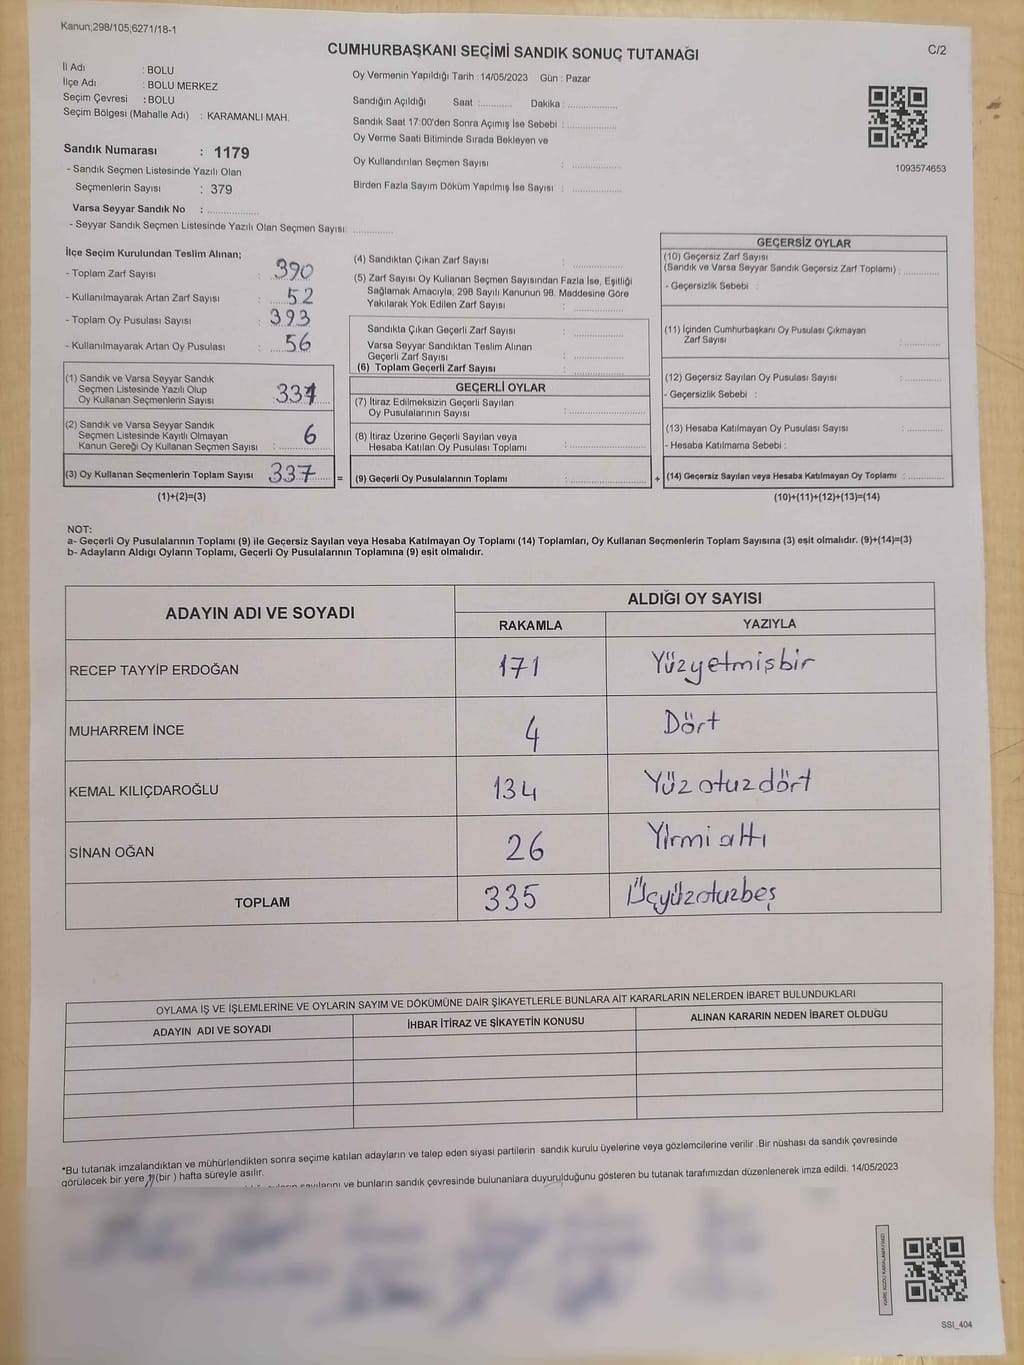 Kanun;298/105;6271/18-1
CUMHURBAŞKANI SEÇİMİ SANDIK SONUÇ TUTANAĞI
C/2
İl Adı : BOLU
İlçe Adı : BOLU MERKEZ
Seçim Çevresi : BOLU
Seçim Bölgesi (Mahalle Adı) : KARAMANLI MAH.
Sandık Numarası : 1179
- Sandık Seçmen Listesinde Yazılı Olan
Seçmenlerin Sayısı : 379
Varsa Seyyar Sandık No : ..................
- Seyyar Sandık Seçmen Listesinde Yazılı Olan Seçmen Sayısı: ..............
Oy Vermenin Yapıldığı Tarih : 14/05/2023 Gün : Pazar
Sandığın Açıldığı Saat :........... Dakika : .................
Sandık Saat 17:00'den Sonra Açımış İse Sebebi : .................
Oy Verme Saati Bitiminde Sırada Bekleyen ve
Oy Kullandırılan Seçmen Sayısı : .................
Birden Fazla Sayım Döküm Yapılmış İse Sayısı : .................
1093574653
İlçe Seçim Kurulundan Teslim Alınan;
- Toplam Zarf Sayısı : 390
- Kullanılmayarak Artan Zarf Sayısı : 52
- Toplam Oy Pusulası Sayısı : 393
- Kullanılmayarak Artan Oy Pusulası : 56
(1) Sandık ve Varsa Seyyar Sandık
Seçmen Listesinde Yazılı Olup
Oy Kullanan Seçmenlerin Sayısı :331
(2) Sandık ve Varsa Seyyar Sandık
Seçmen Listesinde Kayıtlı Olmayan
Kanun Gereği Oy Kullanan Seçmen Sayısı : 6
(3) Oy Kullanan Seçmenlerin Toplam Sayısı 337 =
(1)+(2)=(3)
(4) Sandıktan Çıkan Zarf Sayısı : ..............
(5) Zarf Sayısı Oy Kullanan Seçmen Sayısından Fazla İse, Eşitliği
Sağlamak Amacıyla, 298 Sayılı Kanunun 98. Maddesine Göre
Yakılarak Yok Edilen Zarf Sayısı : ..............
Sandıkta Çıkan Geçerli Zarf Sayısı : ..............
Varsa Seyyar Sandıktan Teslim Alınan
Geçerli Zarf Sayısı : ..............
(6) Toplam Geçerli Zarf Sayısı : ..............
GEÇERLİ OYLAR
(7) İtiraz Edilmeksizin Geçerli Sayılan
Oy Pusulalarının Sayısı : ..............
(8) İtiraz Üzerine Geçerli Sayılan veya
Hesaba Katılan Oy Pusulası Toplamı : ..............
(9) Geçerli Oy Pusulalarının Toplamı : .............. +
GEÇERSİZ OYLAR
(10) Geçersiz Zarf Sayısı
(Sandık ve Varsa Seyyar Sandık Geçersiz Zarf Toplamı) : ..............
- Geçersizlik Sebebi :
(11) İçinden Cumhurbaşkanı Oy Pusulası Çıkmayan
Zarf Sayısı : ...........
(12) Geçersiz Sayılan Oy Pusulası Sayısı : ...........
- Geçersizlik Sebebi :
(13) Hesaba Katılmayan Oy Pusulası Sayısı : ...........
- Hesaba Katılmama Sebebi :
(14) Geçersiz Sayılan veya Hesaba Katılmayan Oy Toplamı : ...........
(10)+(11)+(12)+(13)=(14)
NOT:
a- Geçerli Oy Pusulalarının Toplamı (9) ile Geçersiz Sayılan veya Hesaba Katılmayan Oy Toplamı (14) Toplamları, Oy Kullanan Seçmenlerin Toplam Sayısına (3) eşit olmalıdır. (9)+(14)=(3)
b- Adayların Aldığı Oyların Toplamı, Geçerli Oy Pusulalarının Toplamına (9) eşit olmalıdır.
ADAYIN ADI VE SOYADI
ALDIĞI OY SAYISI
RAKAMLA YAZIYLA
RECEP TAYYİP ERDOĞAN 171 Yüzyetmişbir
MUHARREM İNCE 4 Dört
KEMAL KILIÇDAROĞLU 134 Yüzotuzdört
SİNAN OĞAN 26 Yirmialtı
TOPLAM 335 Üçyüzotuzbeş
OYLAMA İŞ VE İŞLEMLERİNE VE OYLARIN SAYIM VE DÖKÜMÜNE DAİR ŞİKAYETLERLE BUNLARA AİT KARARLARIN NELERDEN İBARET BULUNDUKLARI
ADAYIN ADI VE SOYADI İHBAR İTİRAZ VE ŞİKAYETİN KONUSU ALINAN KARARIN NEDEN İBARET OLDUĞU
*Bu tutanak imzalandıktan ve mühürlendikten sonra seçime katılan adayların ve talep eden siyasi partilerin sandık kurulu üyelerine veya gözlemcilerine verilir .Bir nüshası da sandık çevresinde
görülecek bir yere (bir ) hafta süreyle asılır.
ve bunların sandık çevresinde bulunanlara duyurulduğunu gösteren bu tutanak tarafımızdan düzenlenerek imza edildi. 14/05/2023
SSI_404